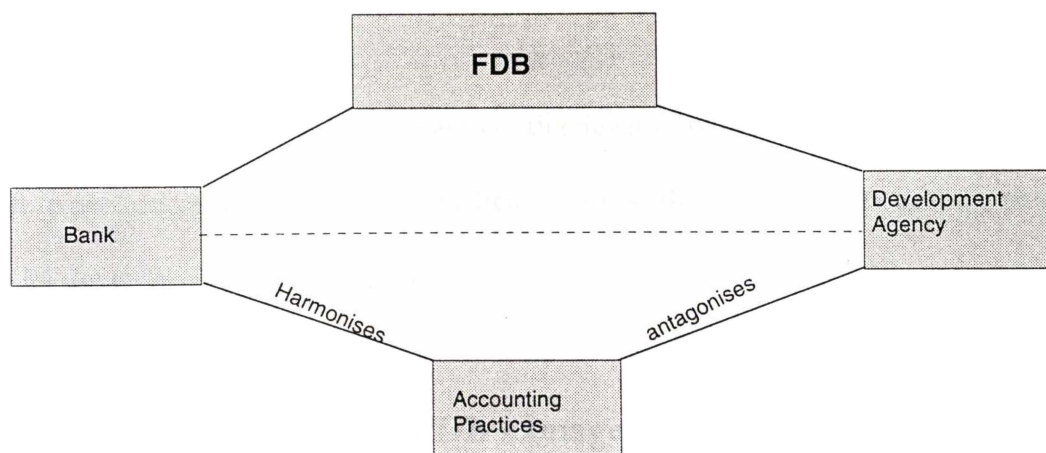 FDB
Bank
Development
Agency
Harmonises
antagonises
Accounting
Practices